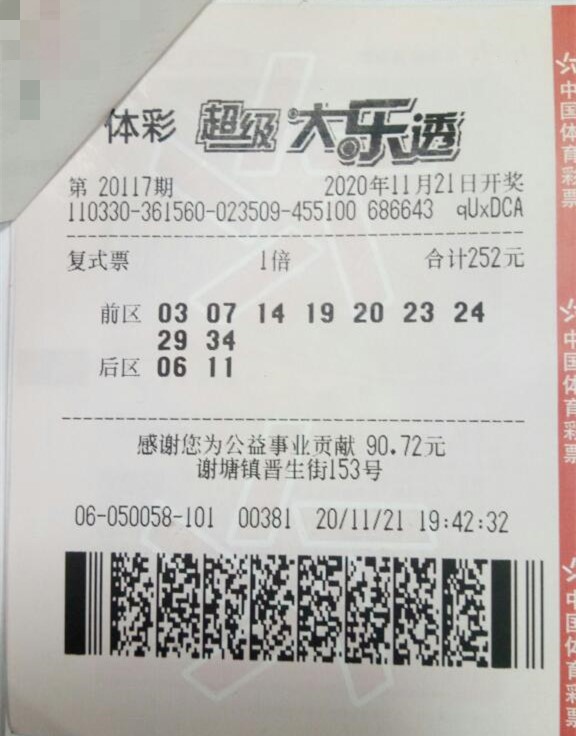 体彩 超级大乐透
第 20117期 2020年11月21日开奖
110330-361560-023509-455100 686643 qUxDCA
复式票 1倍 合计252元
前区 03 07 14 19 20 23 24
29 34
后区 06 11
感谢您为公益事业贡献 90.72元
谢塘镇晋生街153号
06-050058-101 00381 20/11/21 19:42:32
中国体育彩票
中国体育彩票
中国体育彩票